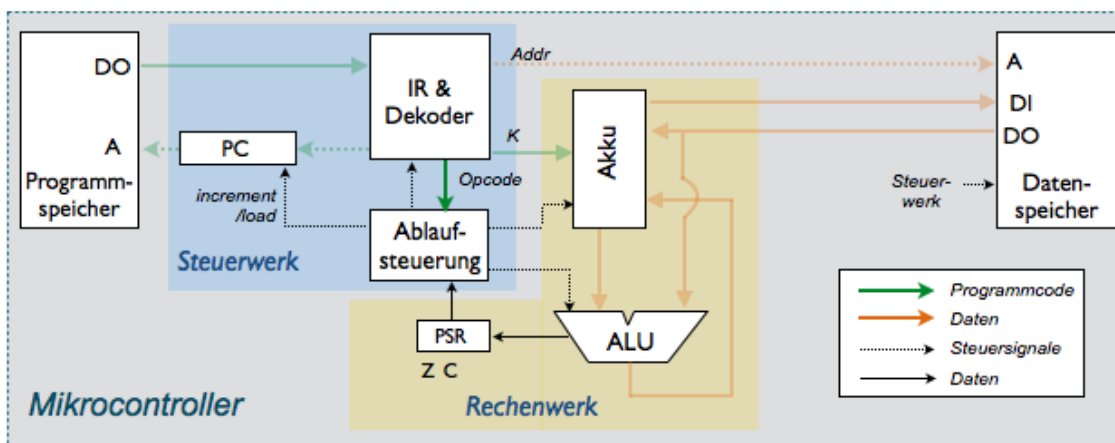 DO
A
Programm-
speicher
PC
increment
/load
Steuerwerk
IR &
Dekoder
Opcode
Ablauf-
steuerung
K
Addr
Akku
ALU
PSR
Z C
Rechenwerk
A
DI
DO
Steuer-
werk
Daten-
speicher
Programmcode
Daten
Steuersignale
Daten
Mikrocontroller